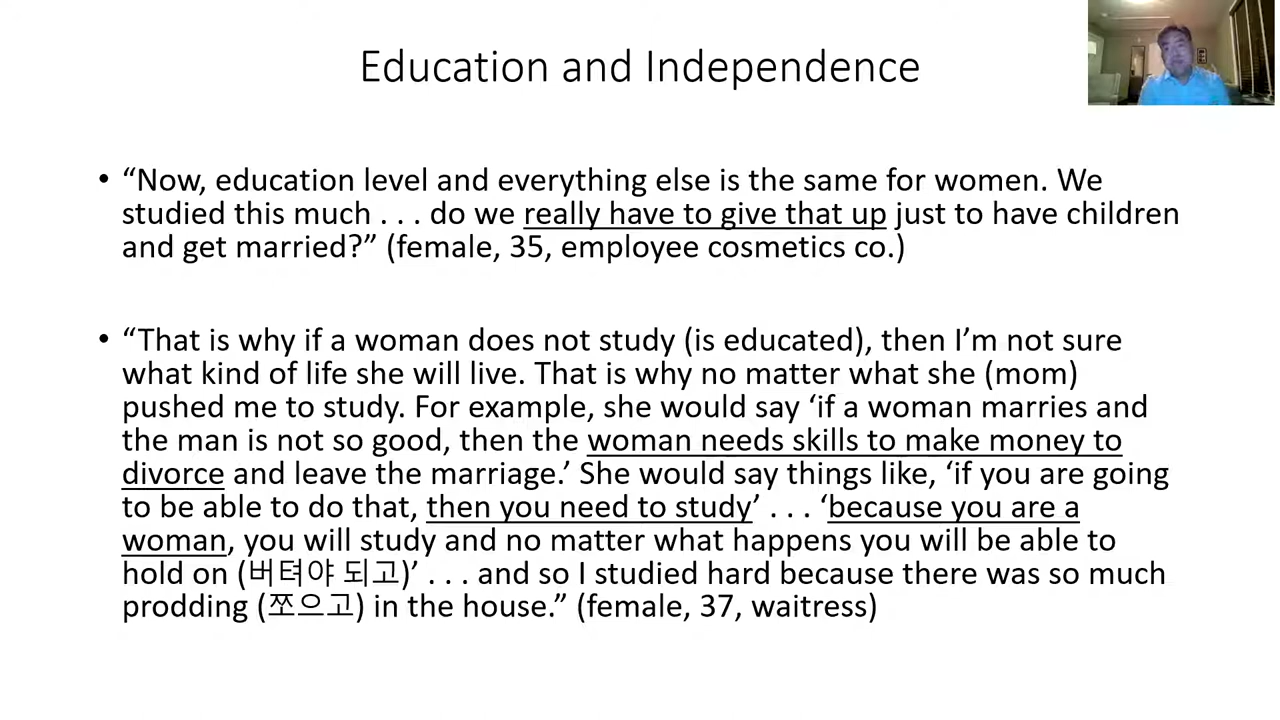 Education and Independence
• “Now, education level and everything else is the same for women. We
studied this much . . . do we really have to give that up just to have children
and get married?” (female, 35, employee cosmetics co.)
• “That is why if a woman does not study (is educated), then I’m not sure
what kind of life she will live. That is why no matter what she (mom)
pushed me to study. For example, she would say ‘if a woman marries and
the man is not so good, then the woman needs skills to make money to
divorce and leave the marriage.’ She would say things like, ‘if you are going
to be able to do that, then you need to study’ . . . ‘because you are a
woman, you will study and no matter what happens you will be able to
hold on (버텨야 되고)’ . . . and so I studied hard because there was so much
prodding (쪼으고) in the house.” (female, 37, waitress)